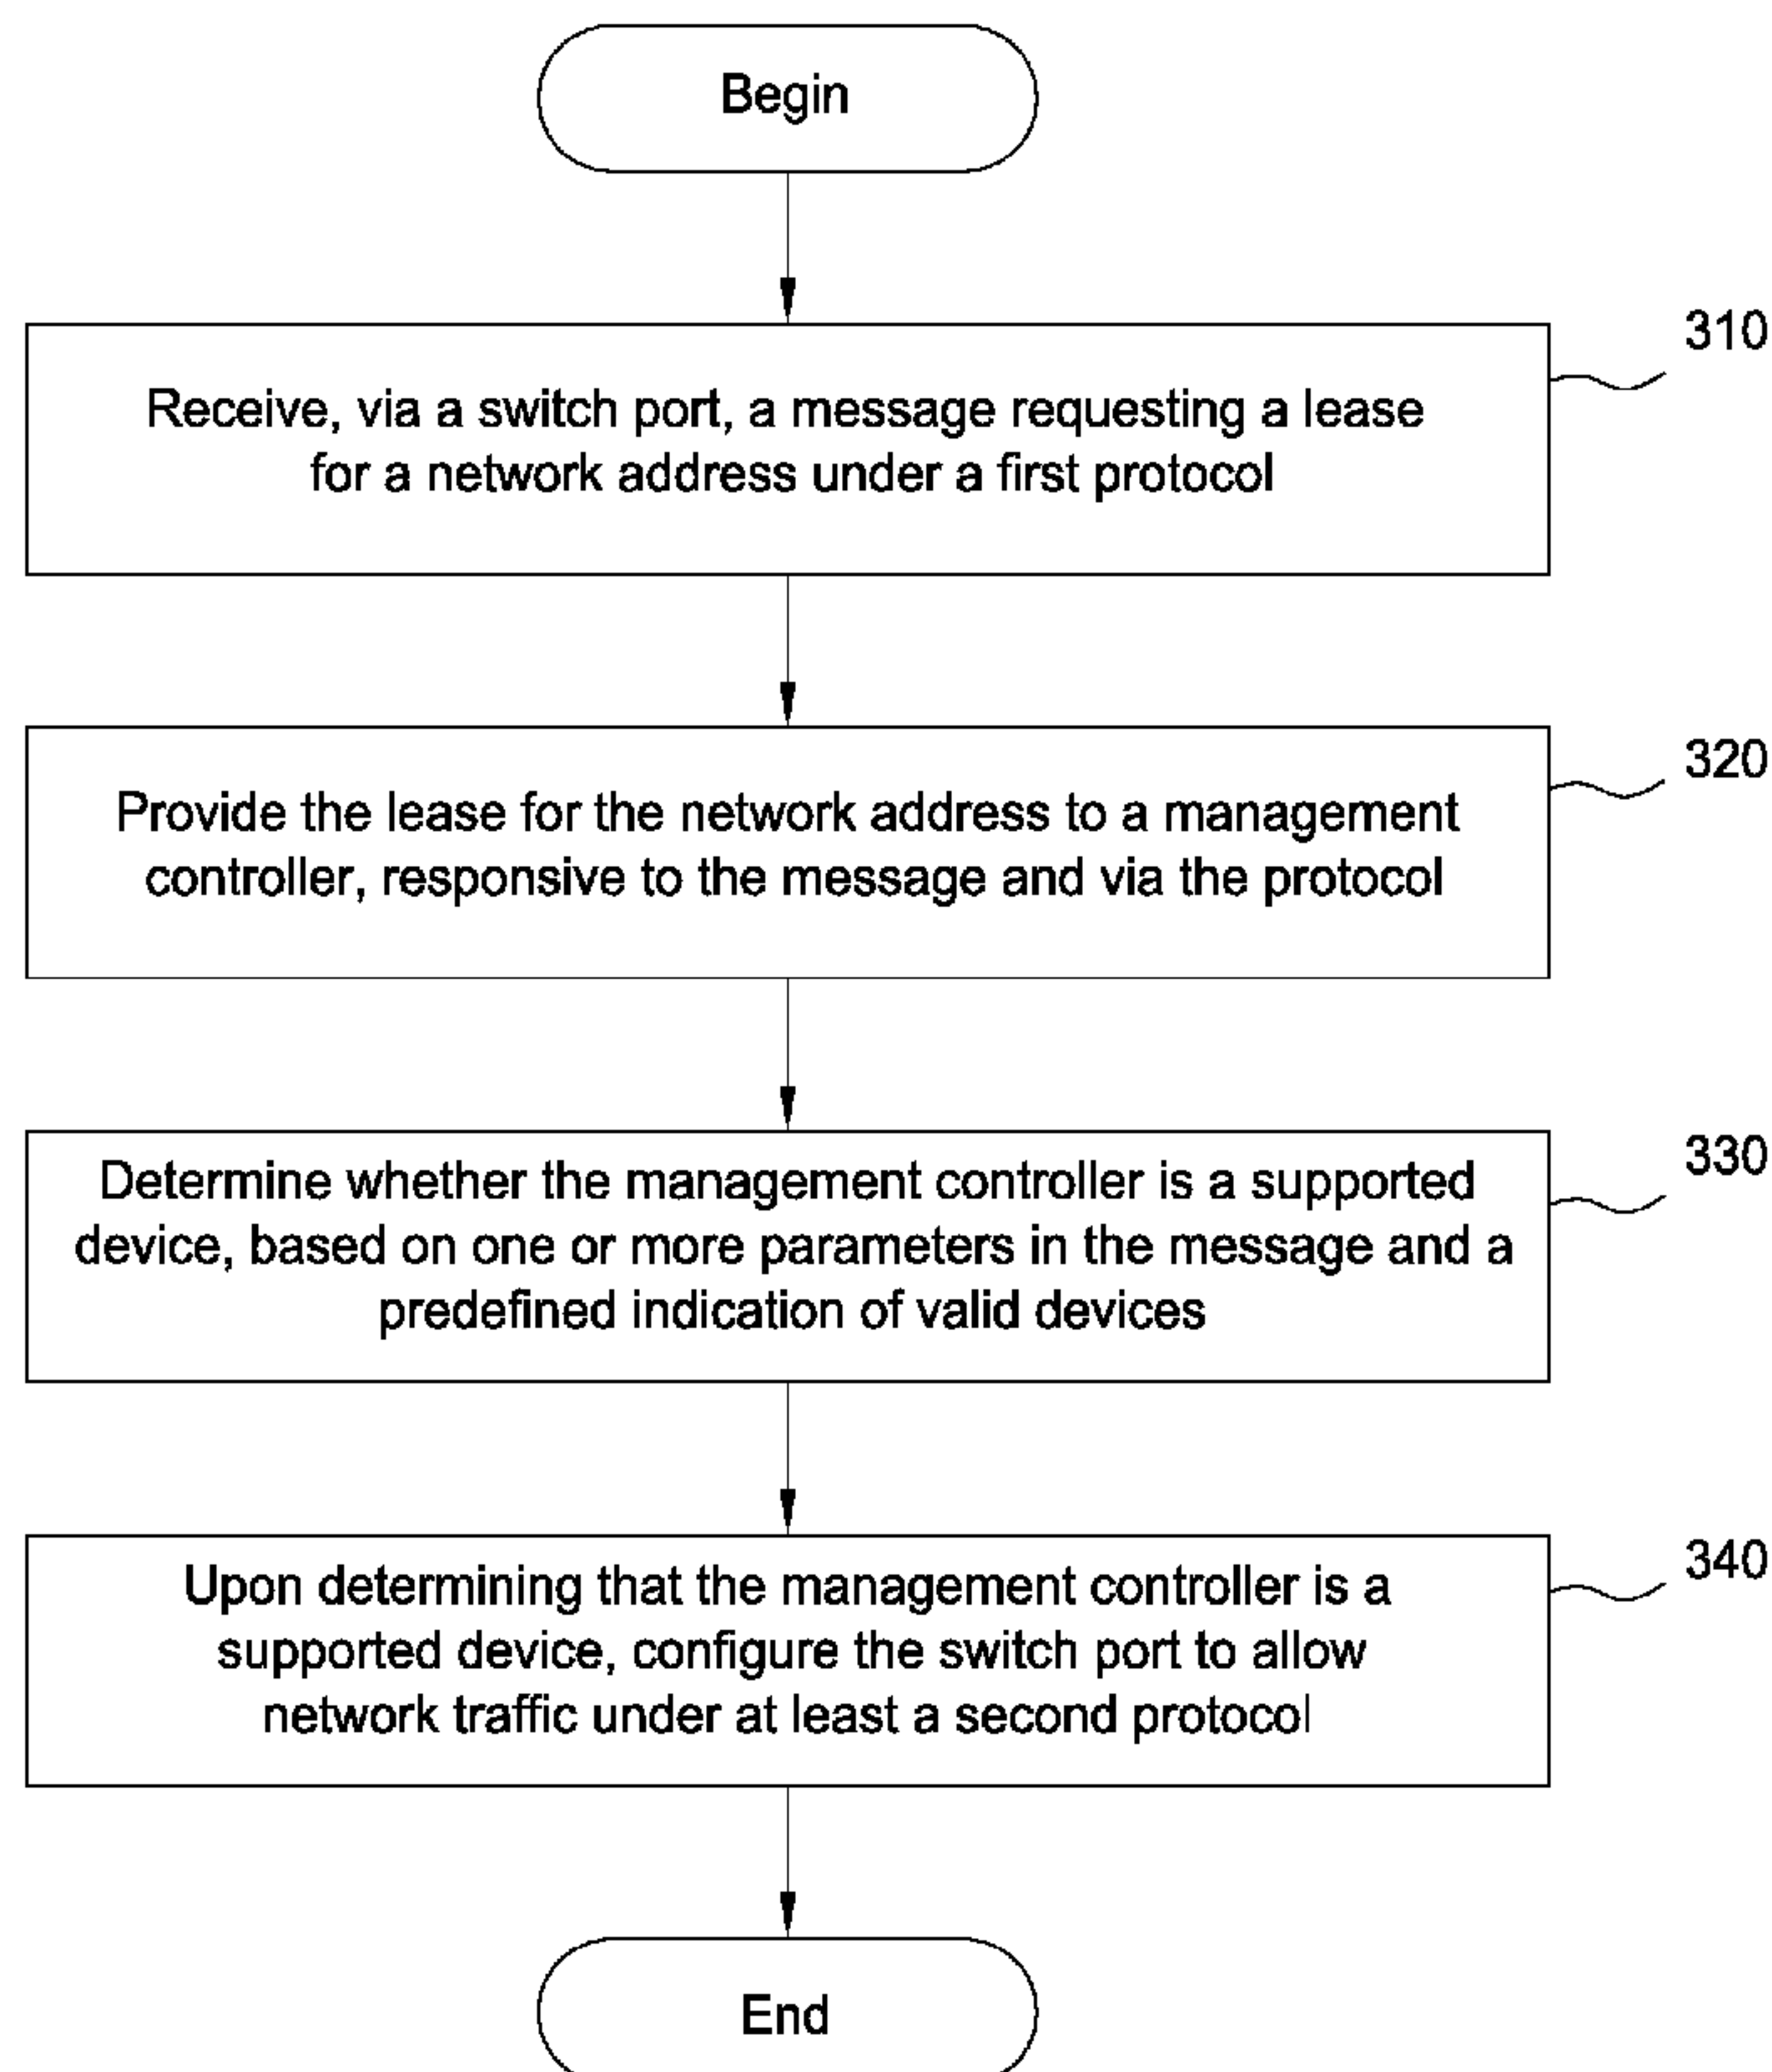 Begin
310
Receive, via a switch port, a message requesting a lease
for a network address under a first protocol
320
Provide the lease for the network address to a management
controller, responsive to the message and via the protocol
330
Determine whether the management controller is a supported
device, based on one or more parameters in the message and a
predefined indication of valid devices
340
Upon determining that the management controller is a
supported device, configure the switch port to allow
network traffic under at least a second protocol
End